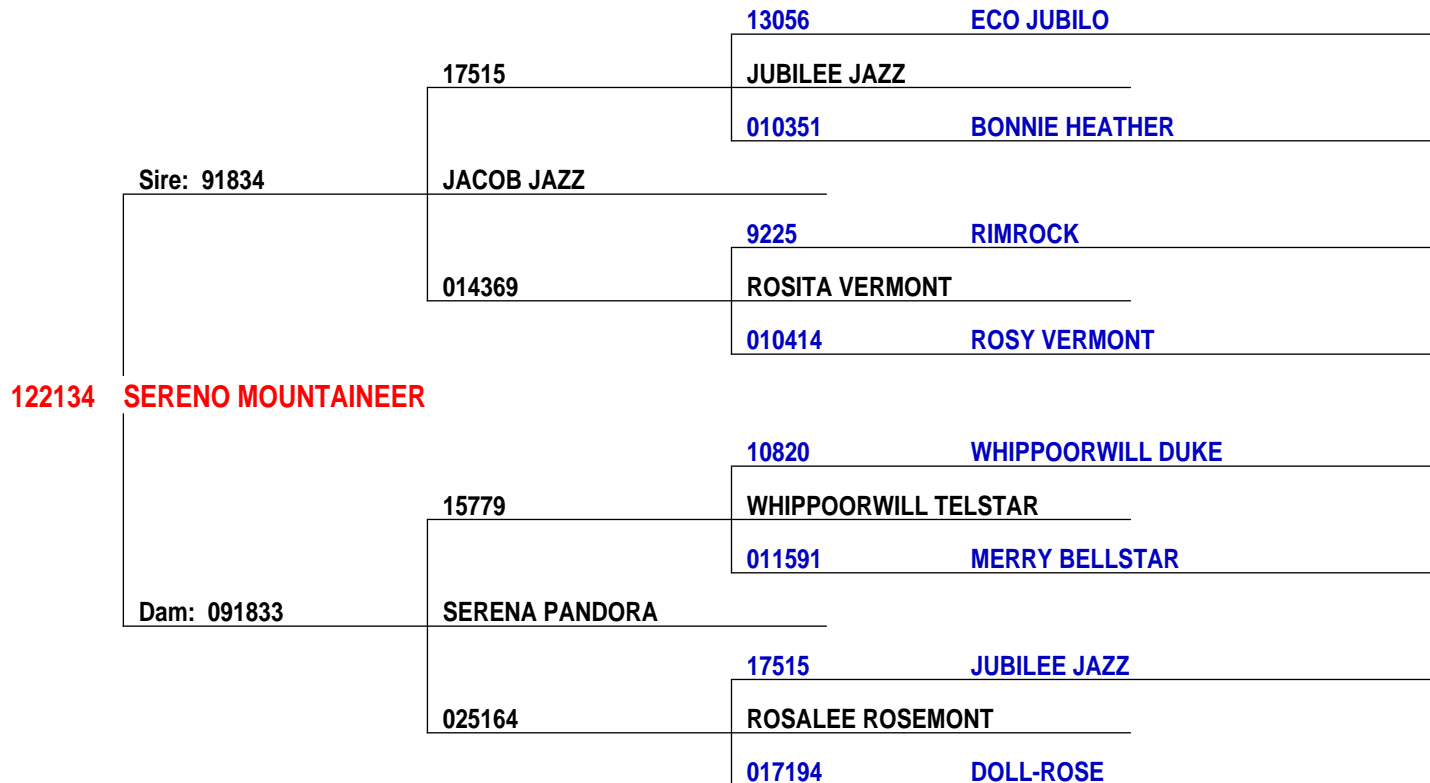 13056 ECO JUBILO
17515 JUBILEE JAZZ
010351 BONNIE HEATHER
Sire: 91834 JACOB JAZZ
9225 RIMROCK
014369 ROSITA VERMONT
010414 ROSY VERMONT
122134 SERENO MOUNTAINEER
10820 WHIPPOORWILL DUKE
15779 WHIPPOORWILL TELSTAR
011591 MERRY BELLSTAR
Dam: 091833 SERENA PANDORA
17515 JUBILEE JAZZ
025164 ROSALEE ROSEMONT
017194 DOLL-ROSE